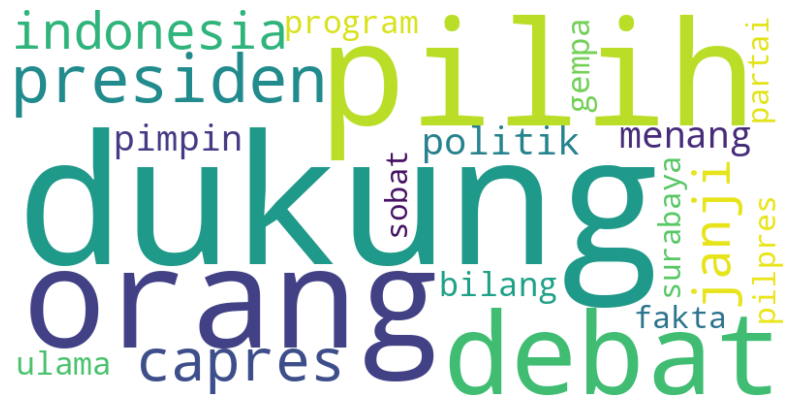 indonesia
program
pilih
gempa
partai
presiden
pimpin
politik
menang
dukung
sobat
surabaya
janji
pilpres
orang
bilang
fakta
debat
capres
ulama